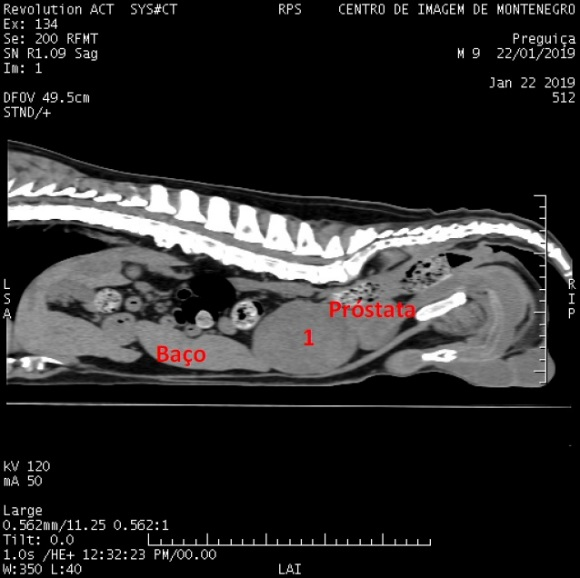 Revolution ACT SYS#CT RPS CENTRO DE IMAGEM DE MONTENEGRO
Ex: 134
Se: 200 RFMT Preguiça
SN R1.09 Sag M 9 22/01/2019
Im: 1
Jan 22 2019
DFOV 49.5cm 512
STND/+
L
S
A
R
I
P
Próstata
1
Baço
kV 120
mA 50
Large
0.562mm/11.25 0.562:1
Tilt: 0.0
1.0s /HE+ 12:32:23 PM/00.00
W:350 L:40 LAI